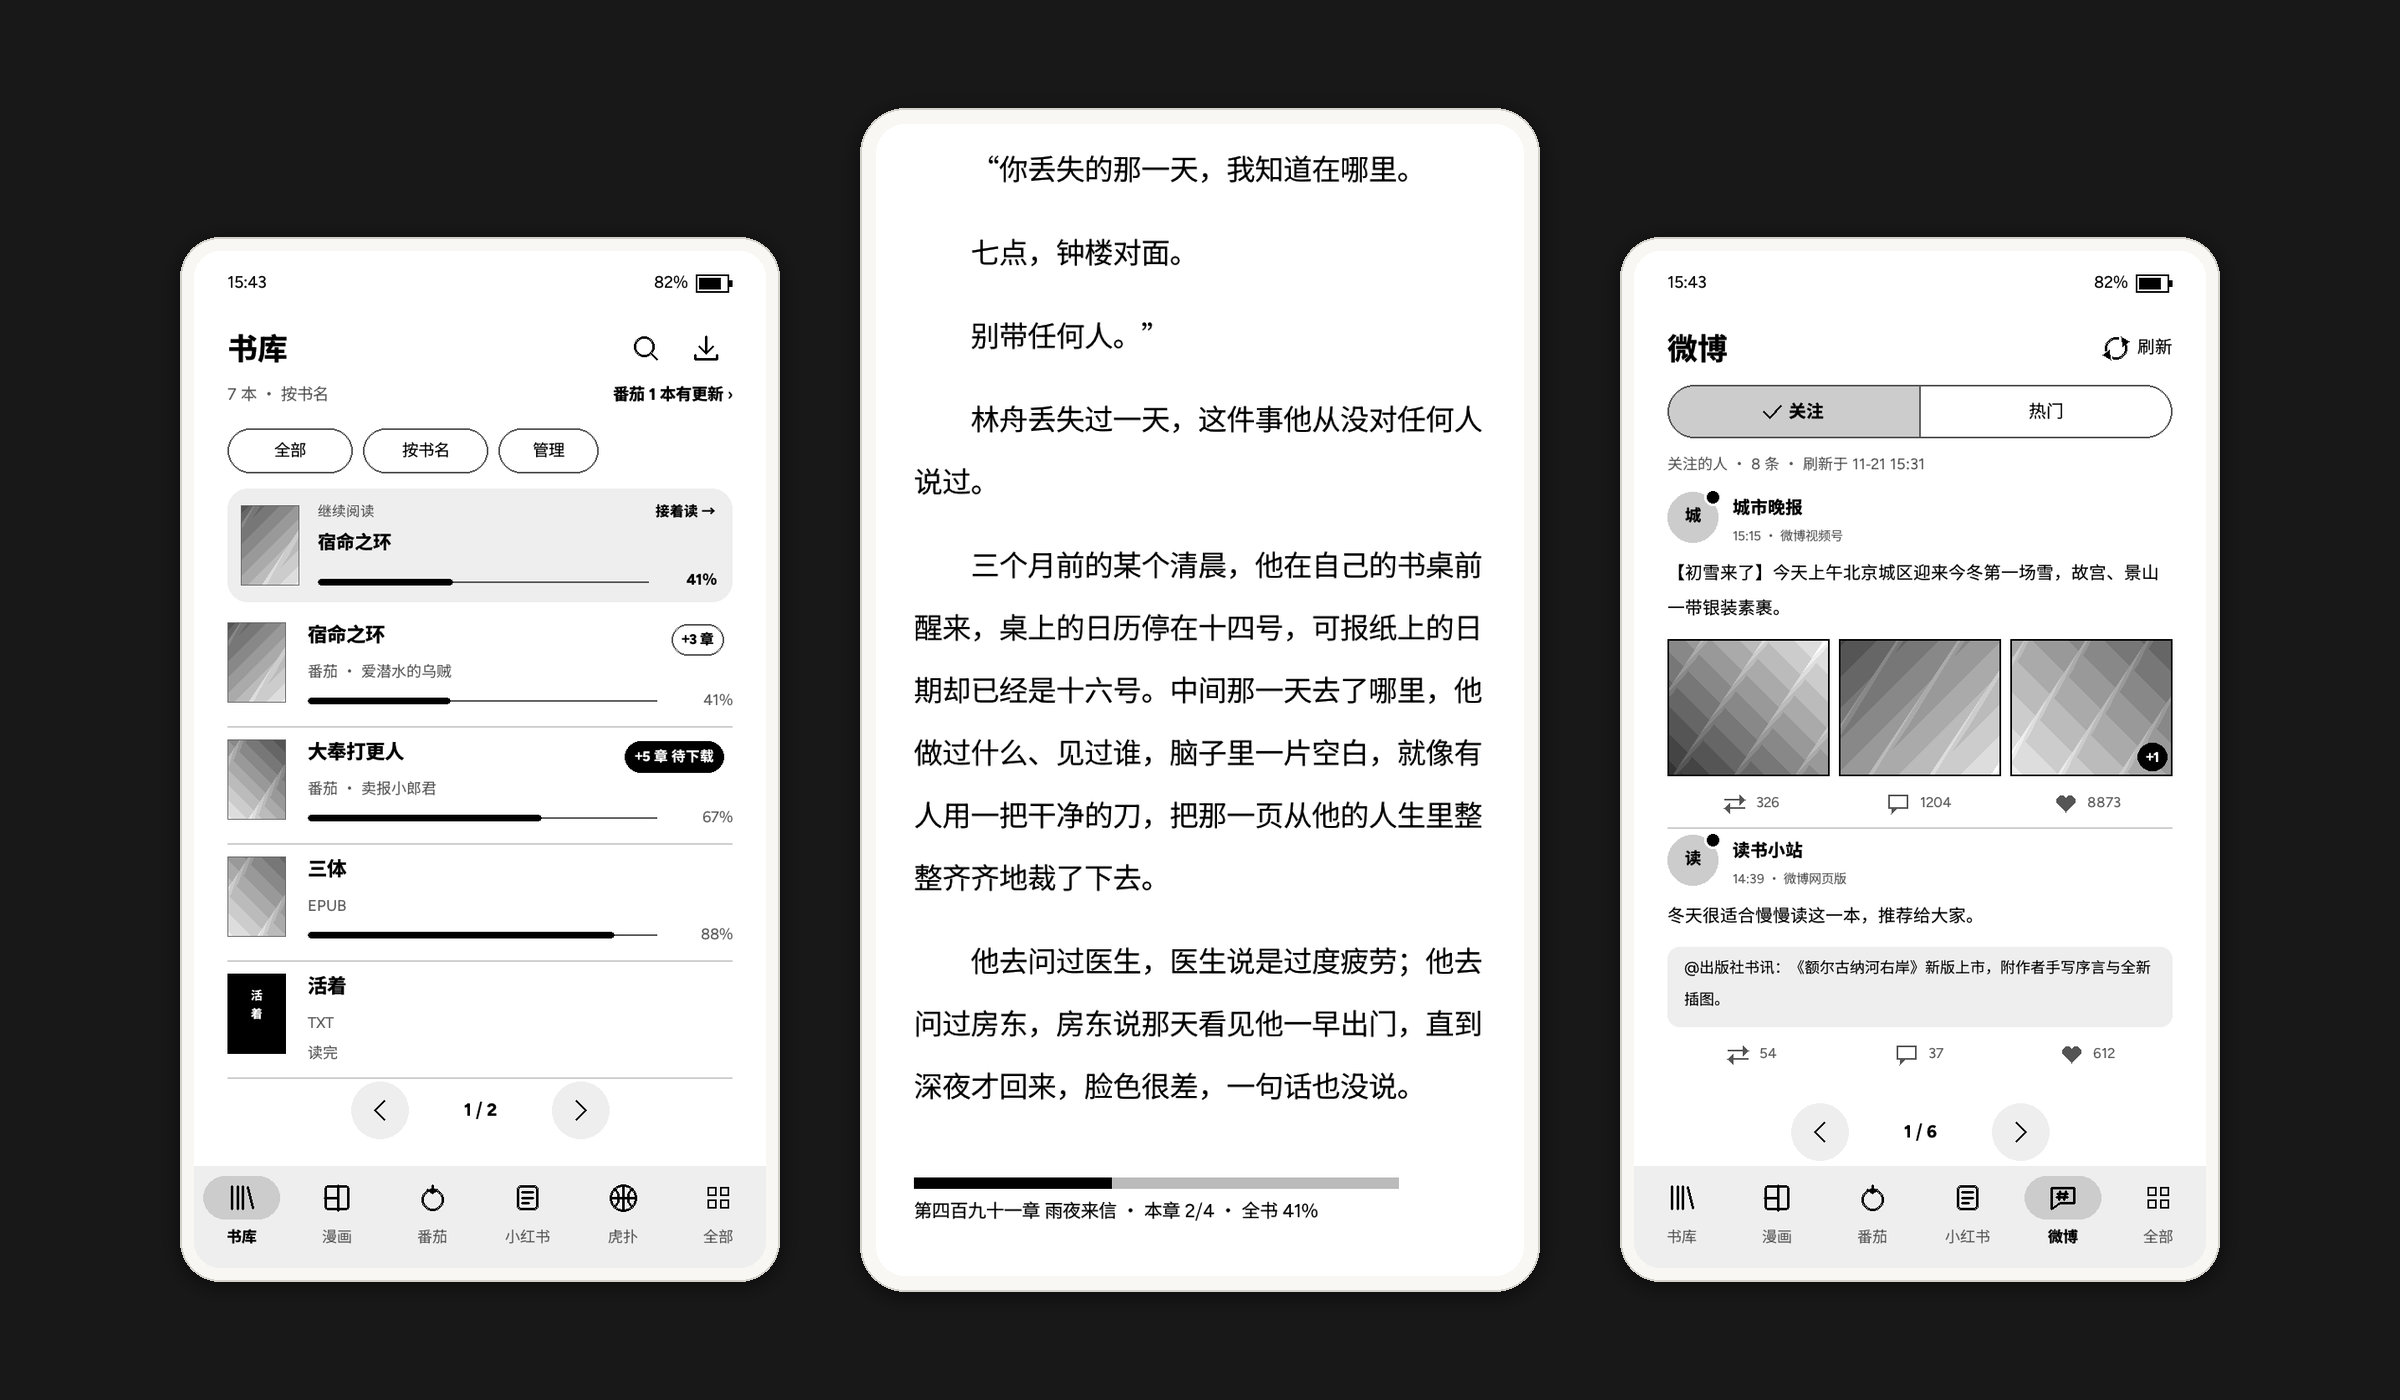 15:43 82%
书库
7 本 · 按书名 番茄 1 本有更新 ›
全部 按书名 管理
继续阅读 接着读 →
宿命之环
41%
宿命之环 +3 章
番茄 · 爱潜水的乌贼
41%
大奉打更人 +5 章 待下载
番茄 · 卖报小郎君
67%
三体
EPUB
88%
活着
活着
TXT
读完
1 / 2
书库 漫画 番茄 小红书 虎扑 全部
“你丢失的那一天，我知道在哪里。
七点，钟楼对面。
别带任何人。”
林舟丢失过一天，这件事他从没对任何人
说过。
三个月前的某个清晨，他在自己的书桌前
醒来，桌上的日历停在十四号，可报纸上的日
期却已经是十六号。中间那一天去了哪里，他
做过什么、见过谁，脑子里一片空白，就像有
人用一把干净的刀，把那一页从他的人生里整
整齐齐地裁了下去。
他去问过医生，医生说是过度疲劳；他去
问过房东，房东说那天看见他一早出门，直到
深夜才回来，脸色很差，一句话也没说。
第四百九十一章 雨夜来信 · 本章 2/4 · 全书 41%
15:43 82%
微博 刷新
关注 热门
关注的人 · 8 条 · 刷新于 11-21 15:31
城 城市晚报
15:15 · 微博视频号
【初雪来了】今天上午北京城区迎来今冬第一场雪，故宫、景山
一带银装素裹。
+1
326 1204 8873
读 读书小站
14:39 · 微博网页版
冬天很适合慢慢读这一本，推荐给大家。
@出版社书讯：《额尔古纳河右岸》新版上市，附作者手写序言与全新
插图。
54 37 612
1 / 6
书库 漫画 番茄 小红书 微博 全部